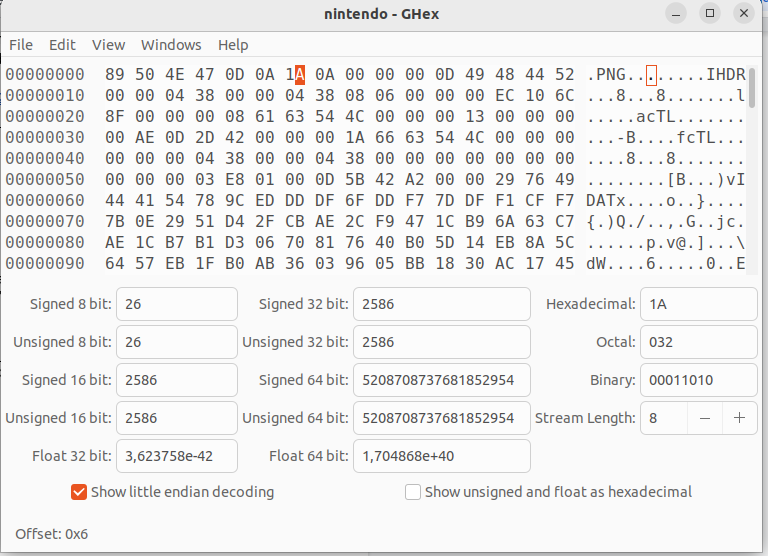 nintendo - GHex
File Edit View Windows Help
00000000 89 50 4E 47 0D 0A 1A 0A 00 00 00 0D 49 48 44 52 .PNG........IHDR
00000010 00 00 04 38 00 00 04 38 08 06 00 00 00 EC 10 6C ...8...8.......l
00000020 8F 00 00 00 08 61 63 54 4C 00 00 00 13 00 00 00 .....acTL.......
00000030 00 AE 0D 2D 42 00 00 00 1A 66 63 54 4C 00 00 00 ...-B....fcTL...
00000040 00 00 00 04 38 00 00 04 38 00 00 00 00 00 00 00 ....8...8.......
00000050 00 00 00 03 E8 01 00 0D 5B 42 A2 00 00 29 76 49 ........[B...)vI
00000060 44 41 54 78 9C ED DD DF 6F DD F7 7D DF F1 CF F7 DATx....o..}....
00000070 7B 0E 29 51 D4 2F CB AE 2C F9 47 1C B9 6A 63 C7 {.)Q./..,.G..jc.
00000080 AE 1C B7 B1 D3 06 70 81 76 40 B0 5D 14 EB 8A 5C ......p.v@.]...\
00000090 64 57 EB 1F B0 AB 36 03 96 05 BB 18 30 AC 17 45 dW....6.....0..E
Signed 8 bit: 26 Signed 32 bit: 2586 Hexadecimal: 1A
Unsigned 8 bit: 26 Unsigned 32 bit: 2586 Octal: 032
Signed 16 bit: 2586 Signed 64 bit: 5208708737681852954 Binary: 00011010
Unsigned 16 bit: 2586 Unsigned 64 bit: 5208708737681852954 Stream Length: 8 − +
Float 32 bit: 3,623758e-42 Float 64 bit: 1,704868e+40
Show little endian decoding Show unsigned and float as hexadecimal
Offset: 0x6